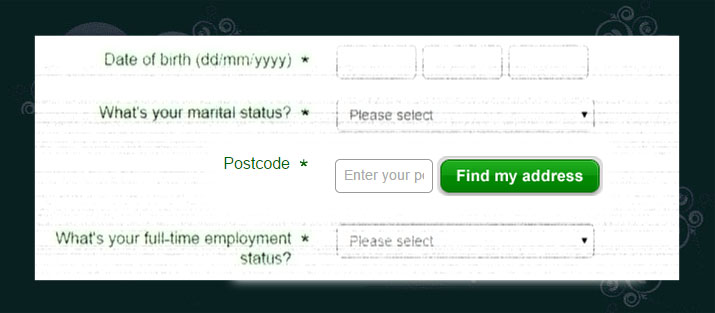 Date of birth (dd/mm/yyyy) *
What's your marital status? * Please select
Postcode * Enter your p Find my address
What's your full-time employment * Please select
status?